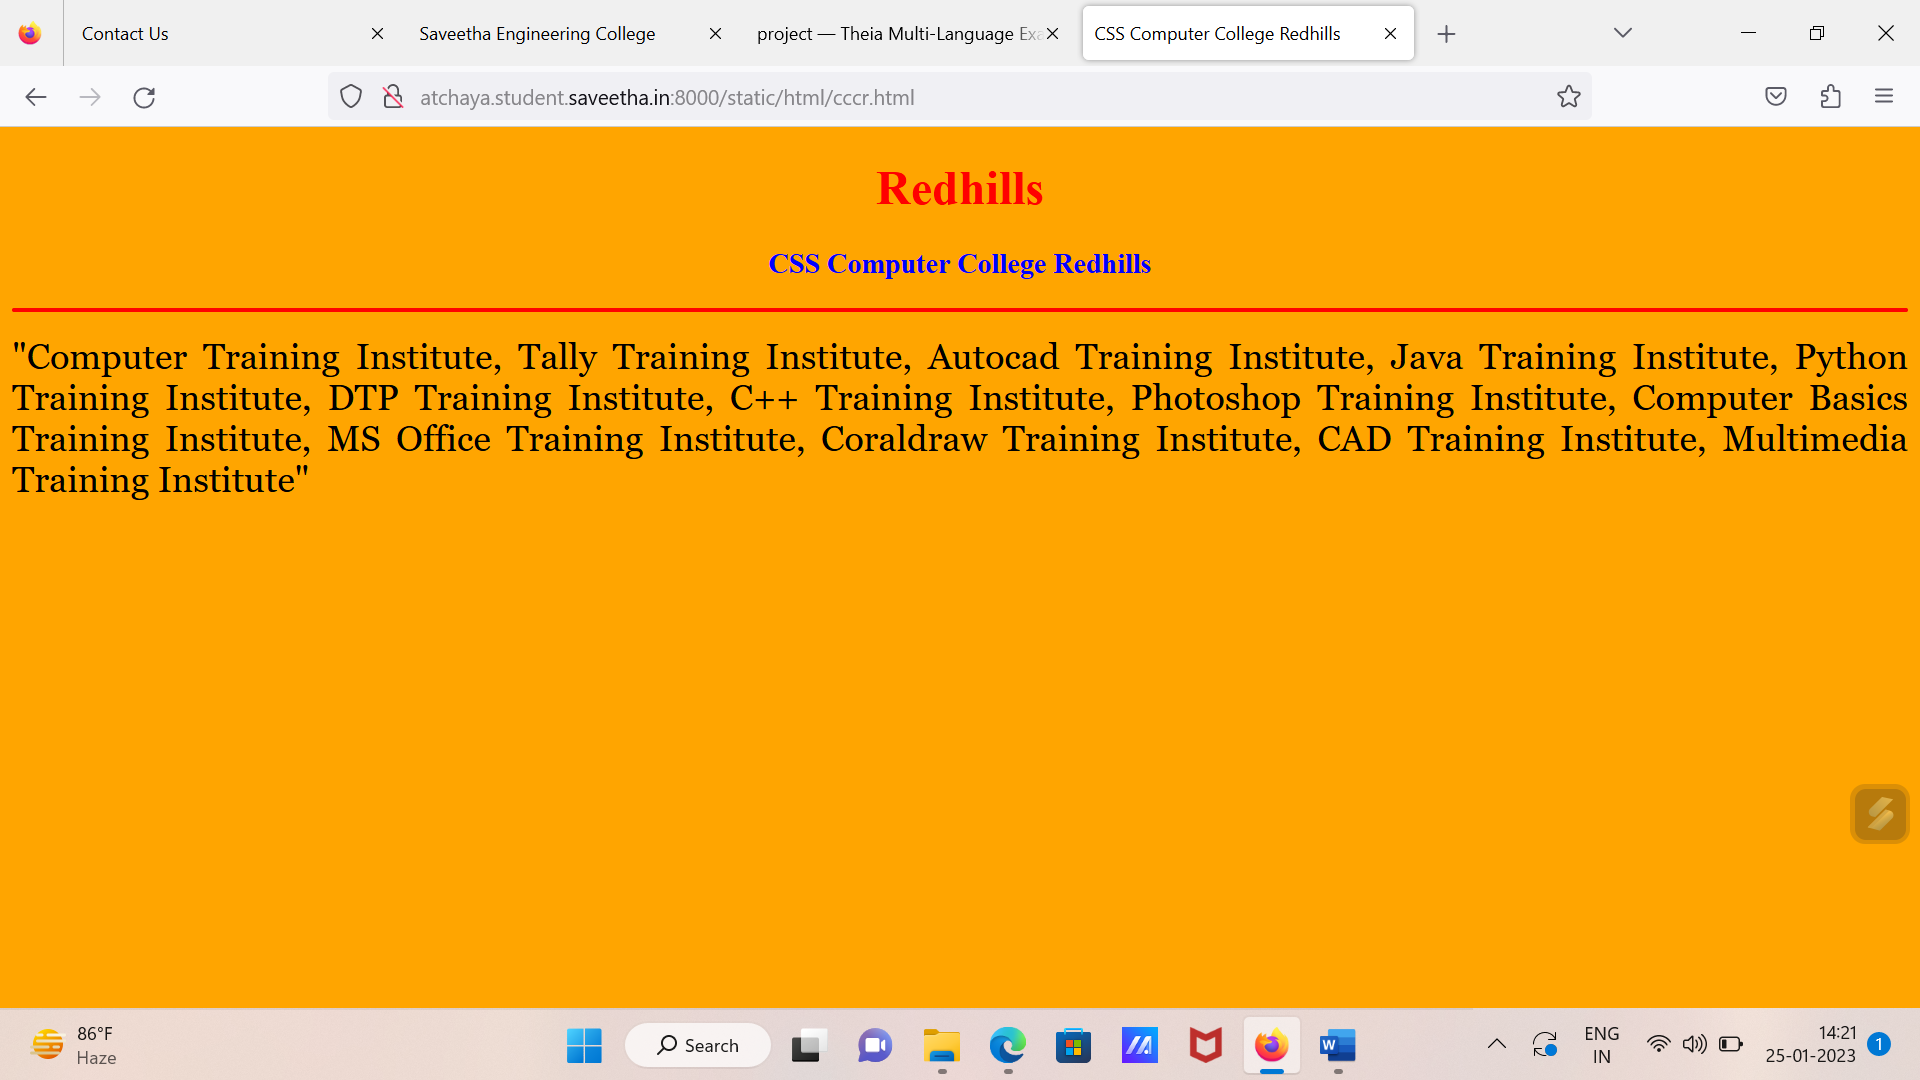 Contact Us
Saveetha Engineering College
project — Theia Multi-Language Exa
CSS Computer College Redhills
atchaya.student.saveetha.in:8000/static/html/cccr.html
Redhills
CSS Computer College Redhills
"Computer Training Institute, Tally Training Institute, Autocad Training Institute, Java Training Institute, Python
Training Institute, DTP Training Institute, C++ Training Institute, Photoshop Training Institute, Computer Basics
Training Institute, MS Office Training Institute, Coraldraw Training Institute, CAD Training Institute, Multimedia
Training Institute"
86°F
Haze
Search
W
ENG
IN
14:21
25-01-2023
1